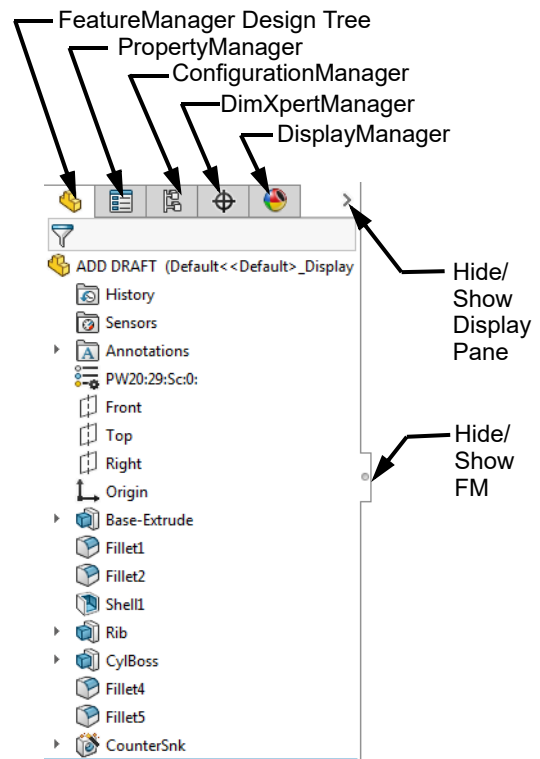 FeatureManager Design Tree
PropertyManager
ConfigurationManager
DimXpertManager
DisplayManager
ADD DRAFT (Default<<Default>_Display
History
Sensors
Annotations
PW20:29:Sc:0:
Front
Top
Right
Origin
Base-Extrude
Fillet1
Fillet2
Shell1
Rib
CylBoss
Fillet4
Fillet5
CounterSnk
Hide/
Show
Display
Pane
Hide/
Show
FM